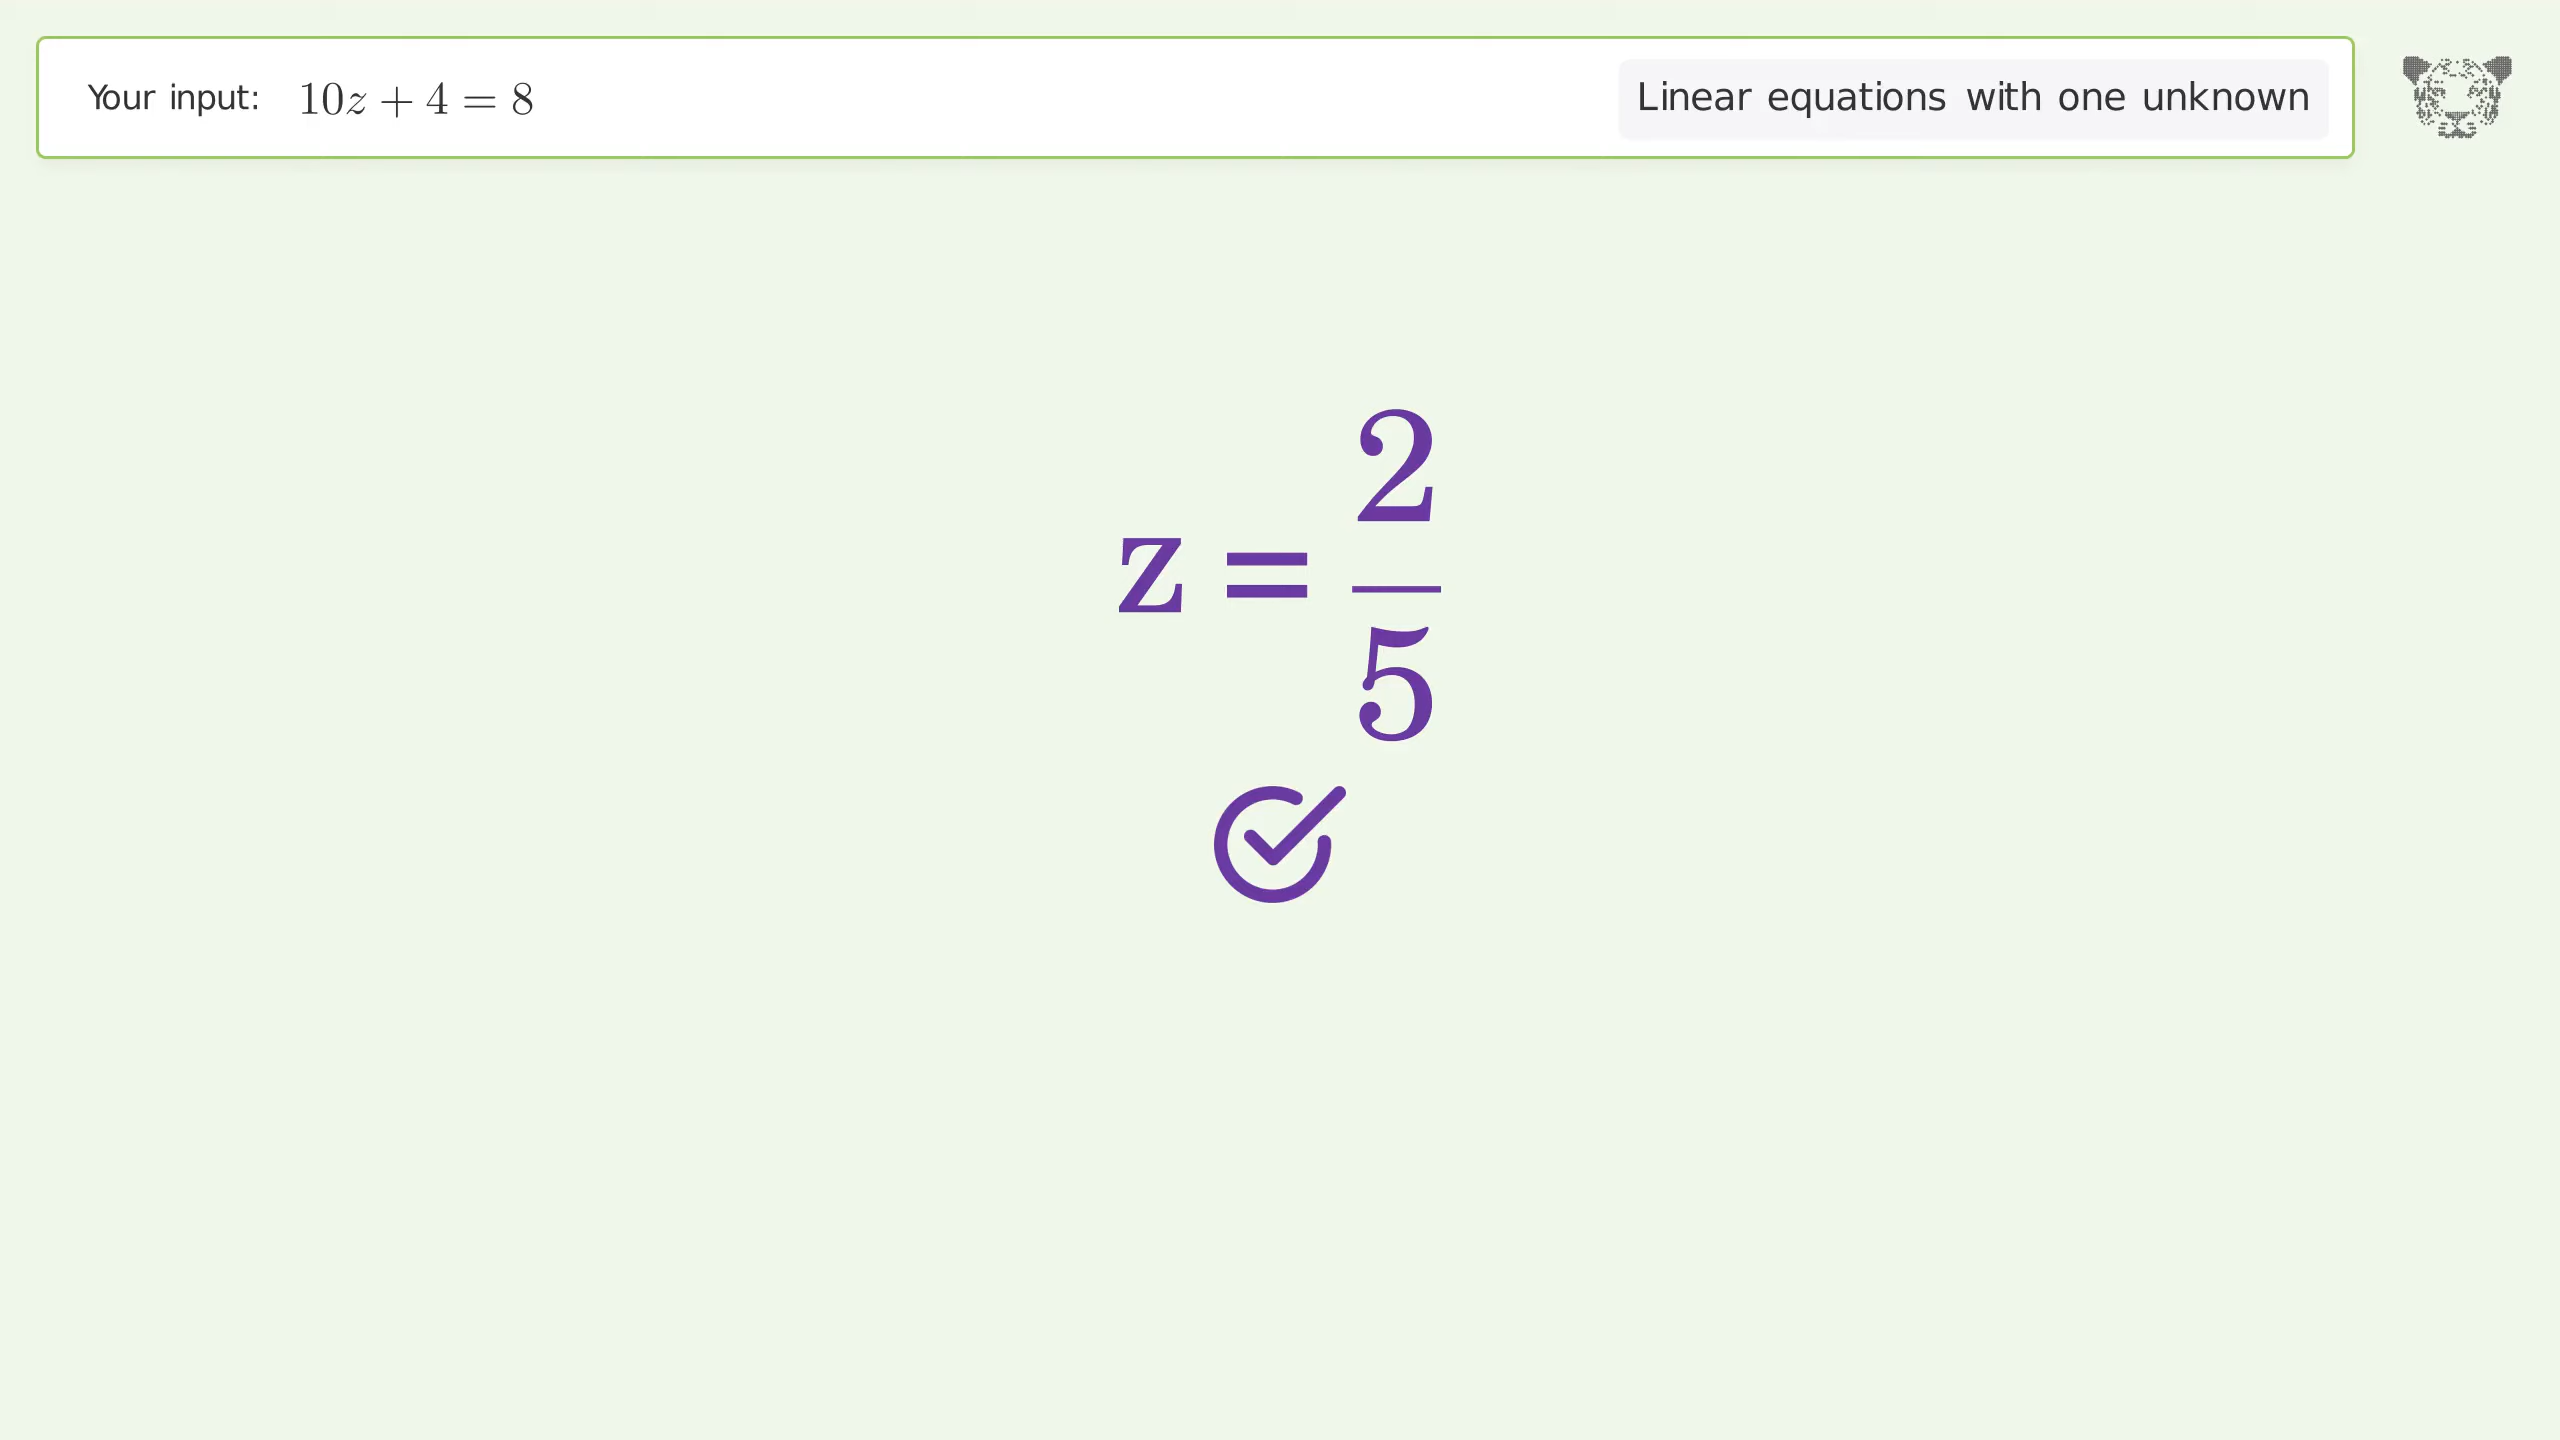 Your input: 10z + 4 = 8
Linear equations with one unknown
z = 2/5